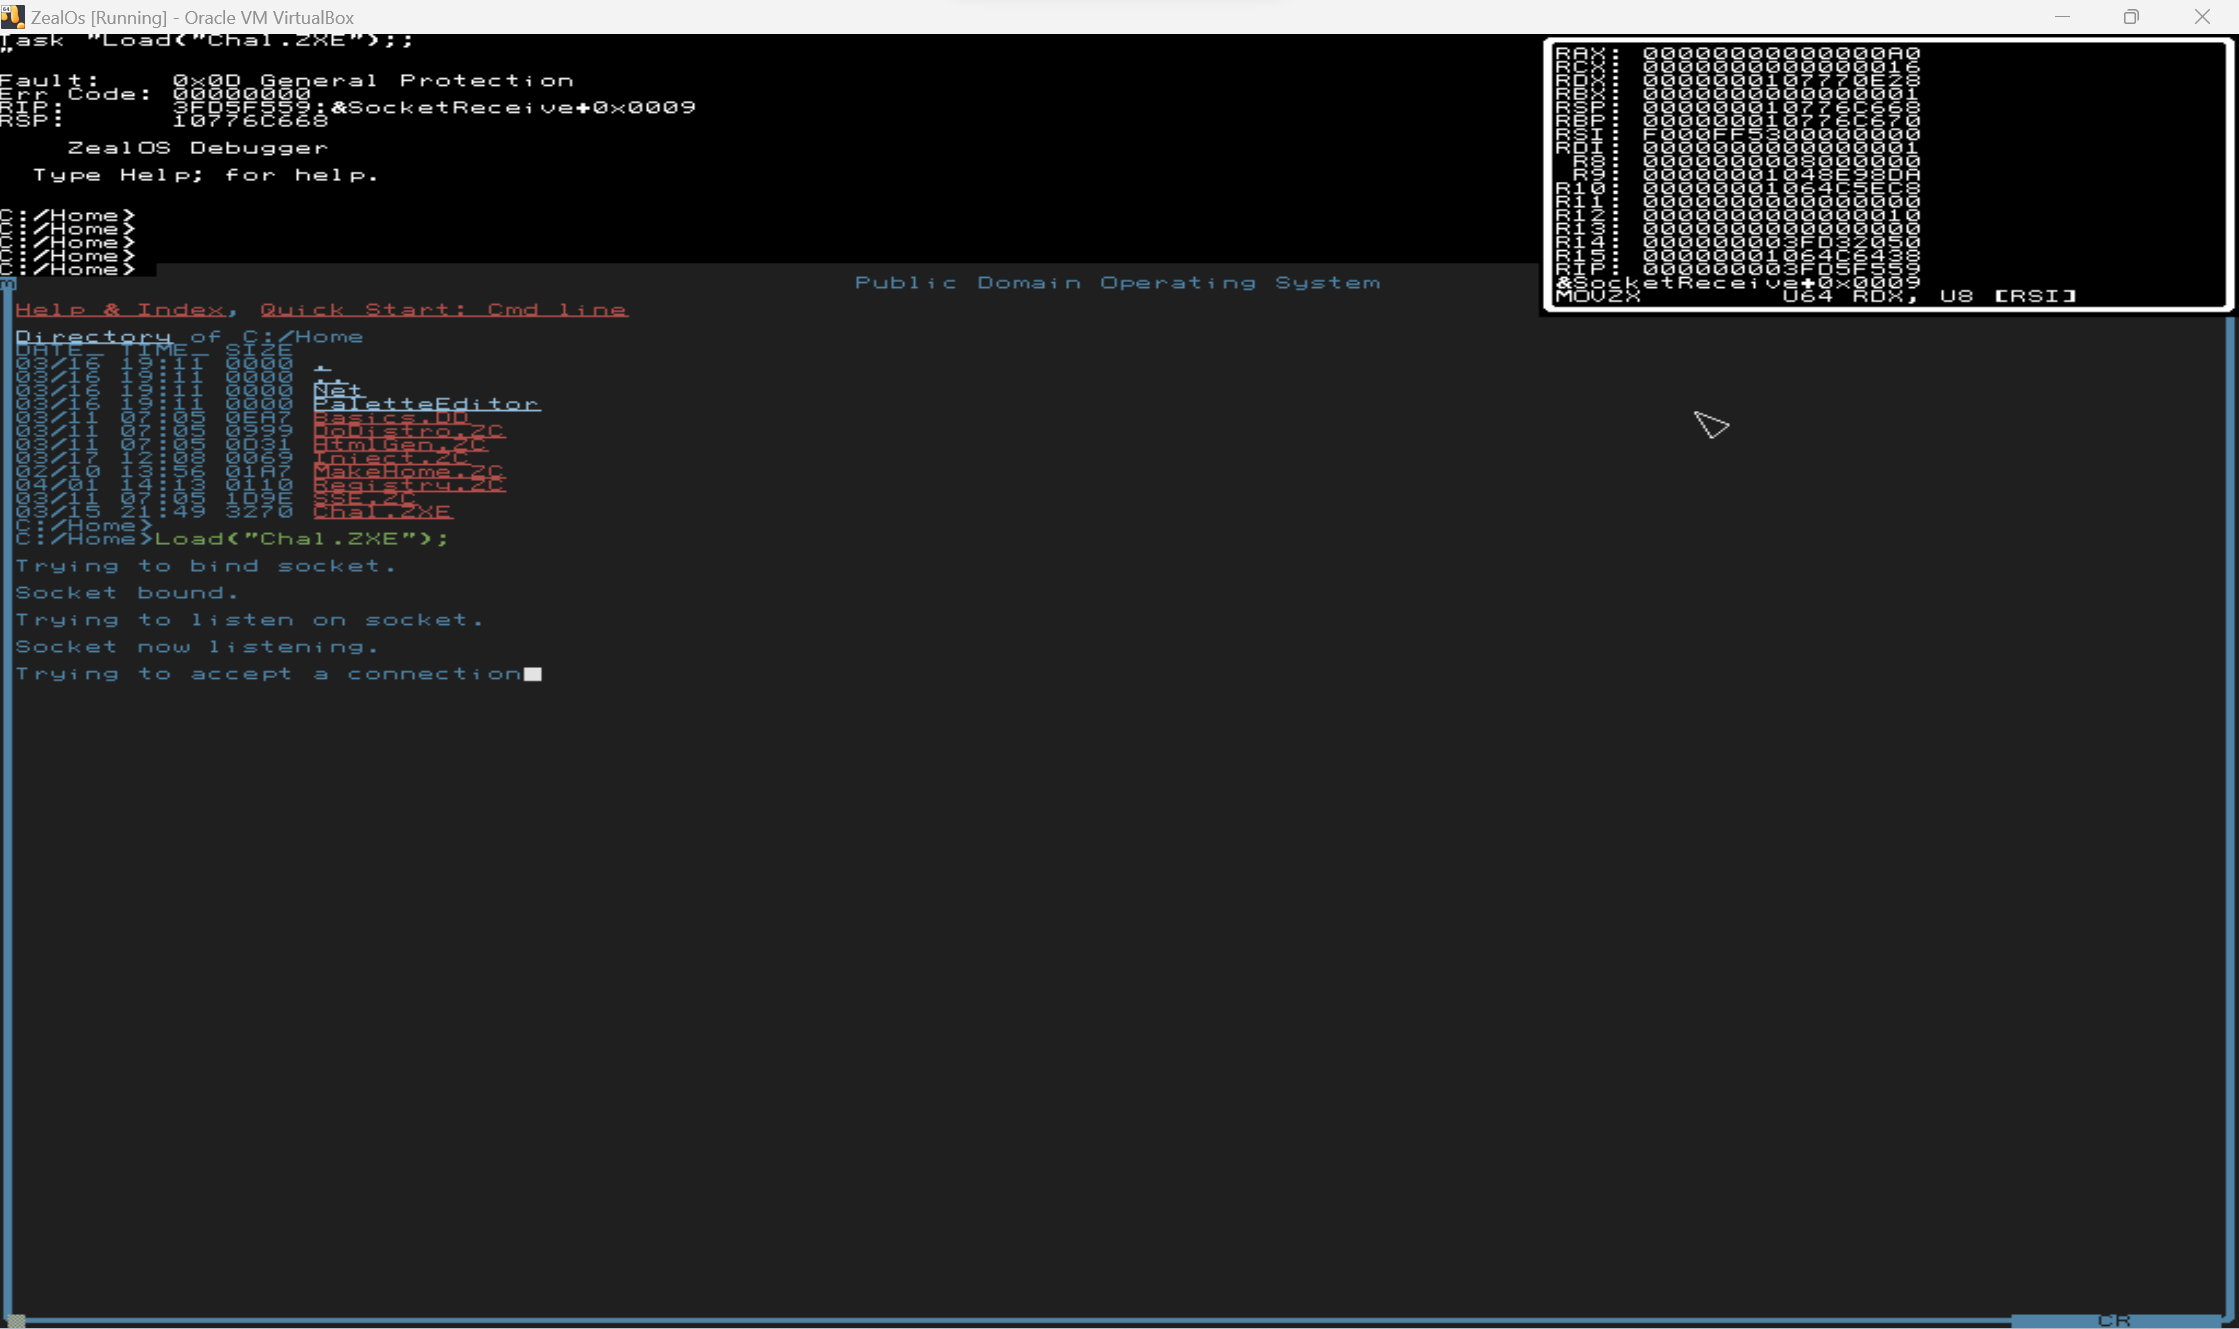 ZealOs [Running] - Oracle VM VirtualBox
Task "Load("Chal.ZXE");;
"
Fault: 0x0D General Protection
Err Code: 00000000
RIP: 3FD5F559:&SocketReceive+0x0009
RSP: 10776C668
ZealOS Debugger
Type Help; for help.
C:/Home>
C:/Home>
C:/Home>
C:/Home>
C:/Home>
RAX: 00000000000000A0
RCX: 0000000000000016
RDX: 0000000107770E28
RBX: 0000000000000001
RSP: 000000010776C668
RBP: 000000010776C670
RSI: F000FF5300000000
RDI: 0000000000000001
R8: 0000000008000000
R9: 00000001048E98DA
R10: 00000001064C5EC8
R11: 0000000000000000
R12: 0000000000000010
R13: 0000000000000000
R14: 000000003FD32050
R15: 00000001064C6438
RIP: 000000003FD5F559
&SocketReceive+0x0009
MOVZX U64 RDX, U8 [RSI]
Public Domain Operating System
Help & Index, Quick Start: Cmd line
Directory of C:/Home
DATE_ TIME_ SIZE
03/16 19:11 0000 .
03/16 19:11 0000 ..
03/16 19:11 0000 Net
03/16 19:11 0000 PaletteEditor
03/11 07:05 0EA7 Basics.DD
03/11 07:05 0999 DoDistro.ZC
03/11 07:05 0D31 HtmlGen.ZC
03/17 12:08 0069 Inject.ZC
02/10 13:56 01A7 MakeHome.ZC
04/01 14:13 0110 Registry.ZC
03/11 07:05 1D9E SSE.ZC
03/15 21:49 3270 Chal.ZXE
C:/Home>
C:/Home>Load("Chal.ZXE");
Trying to bind socket.
Socket bound.
Trying to listen on socket.
Socket now listening.
Trying to accept a connection
CR